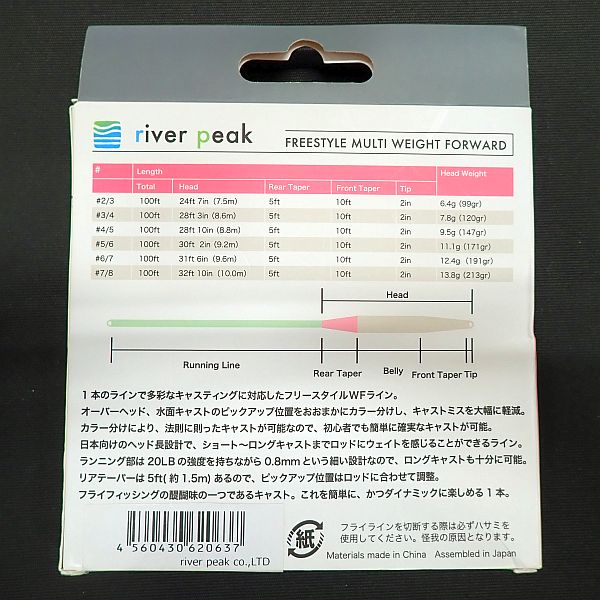 river peak
FREESTYLE MULTI WEIGHT FORWARD
# Length Head Weight
Total Head Rear Taper Front Taper Tip
#2/3 100ft 24ft 7in (7.5m) 5ft 10ft 2in 6.4g (99gr)
#3/4 100ft 28ft 3in (8.6m) 5ft 10ft 2in 7.8g (120gr)
#4/5 100ft 28ft 10in (8.8m) 5ft 10ft 2in 9.5g (147gr)
#5/6 100ft 30ft 2in (9.2m) 5ft 10ft 2in 11.1g (171gr)
#6/7 100ft 31ft 6in (9.6m) 5ft 10ft 2in 12.4g (191gr)
#7/8 100ft 32ft 10in (10.0m) 5ft 10ft 2in 13.8g (213gr)
Head
Running Line Rear Taper Belly Front Taper Tip
1本のラインで多彩なキャスティングに対応したフリースタイルWFライン。
オーバーヘッド、水面キャストのピックアップ位置をおおまかにカラー分けし、キャストミスを大幅に軽減。
カラー分けにより、法則に則ったキャストが可能なので、初心者でも簡単に確実なキャストが可能。
日本向けのヘッド長設計で、ショート〜ロングキャストまでロッドにウェイトを感じることができるライン。
ランニング部は20LBの強度を持ちながら0.8mmという細い設計なので、ロングキャストも十分に可能。
リアテーパーは5ft(約1.5m)あるので、ピックアップ位置はロッドに合わせて調整。
フライフィッシングの醍醐味の一つであるキャスト。これを簡単に、かつダイナミックに楽しめる1本。
4 560430 620637
river peak co.,LTD
紙
フライラインを切断する際は必ずハサミを
使用してください。怪我の原因となります。
Materials made in China Assembled in Japan